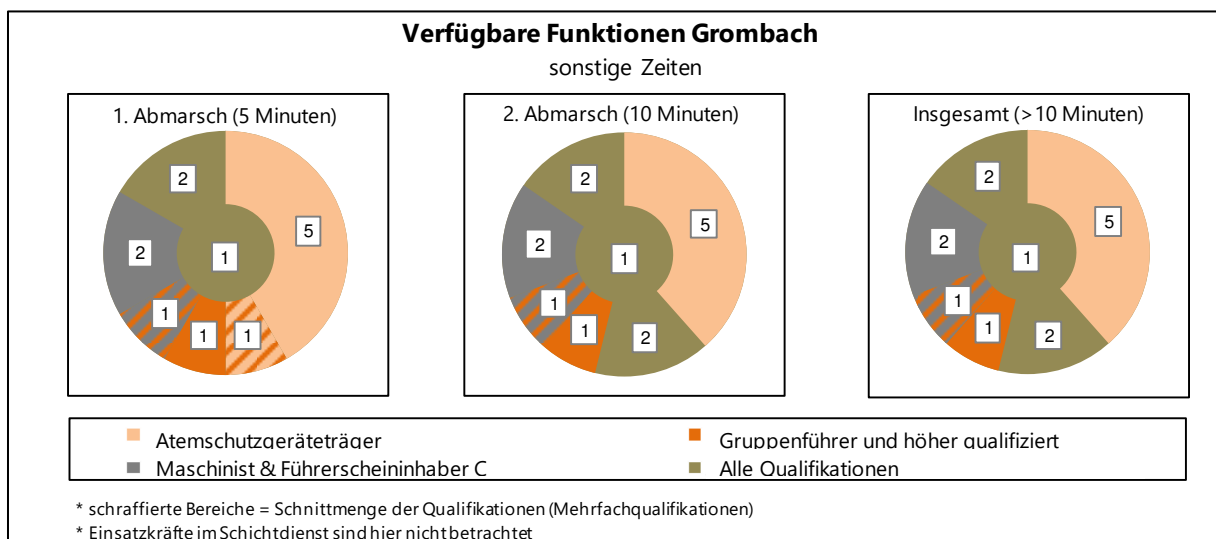 Verfügbare Funktionen Grombach
sonstige Zeiten
1. Abmarsch (5 Minuten)
2
5
1
2
1
1
1
2. Abmarsch (10 Minuten)
2
5
2
1
1
1
2
Insgesamt (>10 Minuten)
2
5
2
1
1
1
2
Atemschutzgeräteträger
Gruppenführer und höher qualifiziert
Maschinist & Führerscheininhaber C
Alle Qualifikationen
* schraffierte Bereiche = Schnittmenge der Qualifikationen (Mehrfachqualifikationen)
* Einsatzkräfte im Schichtdienst sind hier nicht betrachtet